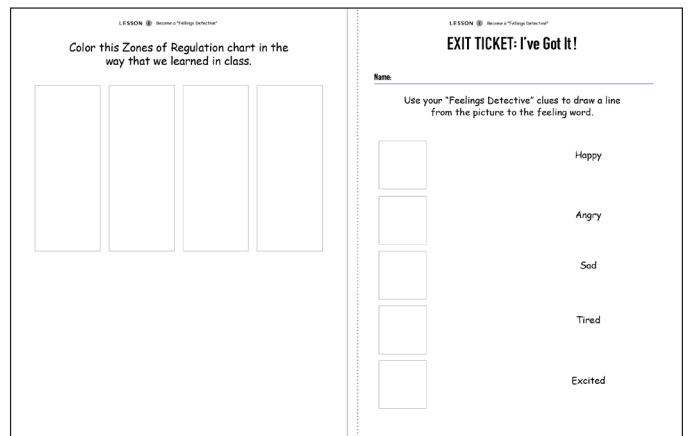 LESSON 2 Become a "Feelings Detective"
Color this Zones of Regulation chart in the
way that we learned in class.
LESSON 2 Become a "Feelings Detective"
EXIT TICKET: I've Got It!
Name:
Use your "Feelings Detective" clues to draw a line
from the picture to the feeling word.
Happy
Angry
Sad
Tired
Excited